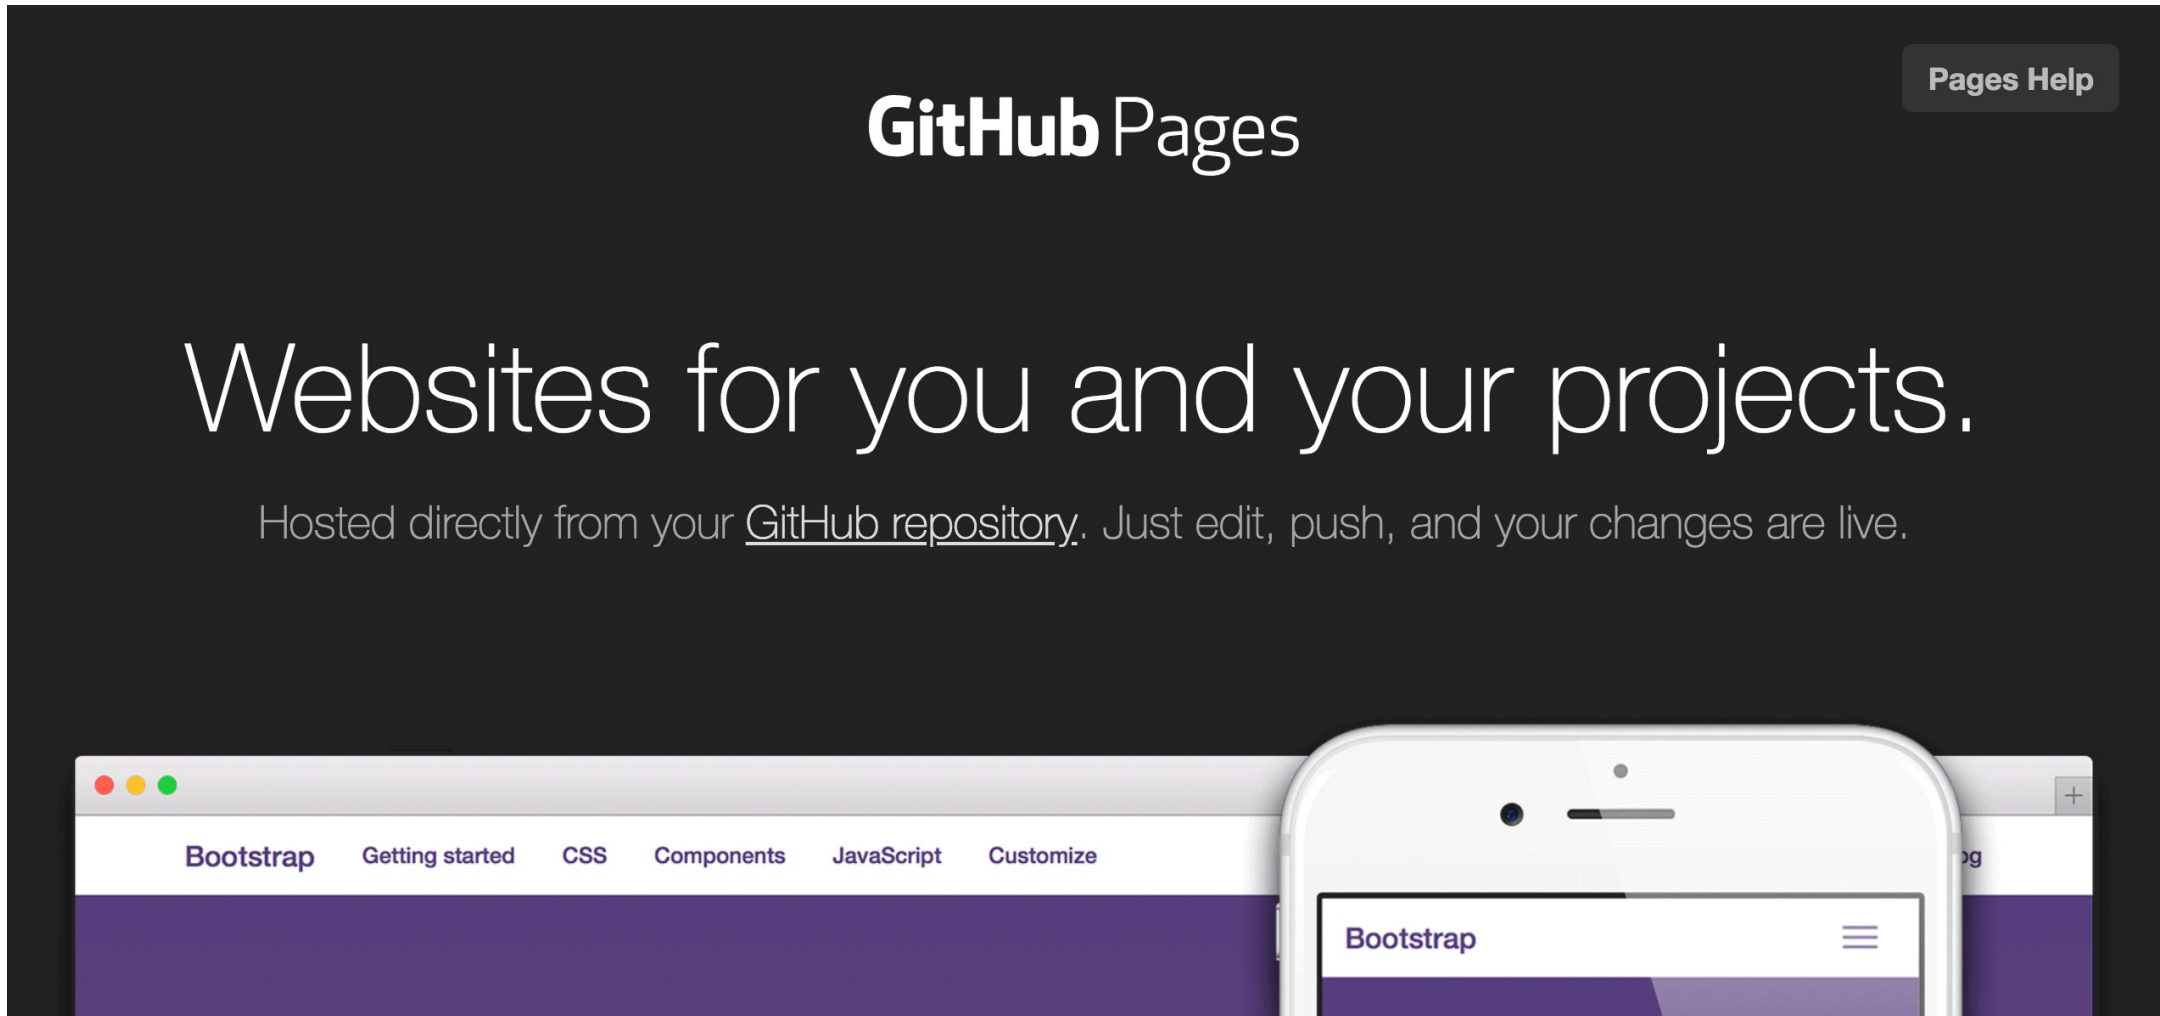 Pages Help
GitHub Pages
Websites for you and your projects.
Hosted directly from your GitHub repository. Just edit, push, and your changes are live.
Bootstrap Getting started CSS Components JavaScript Customize
Bootstrap